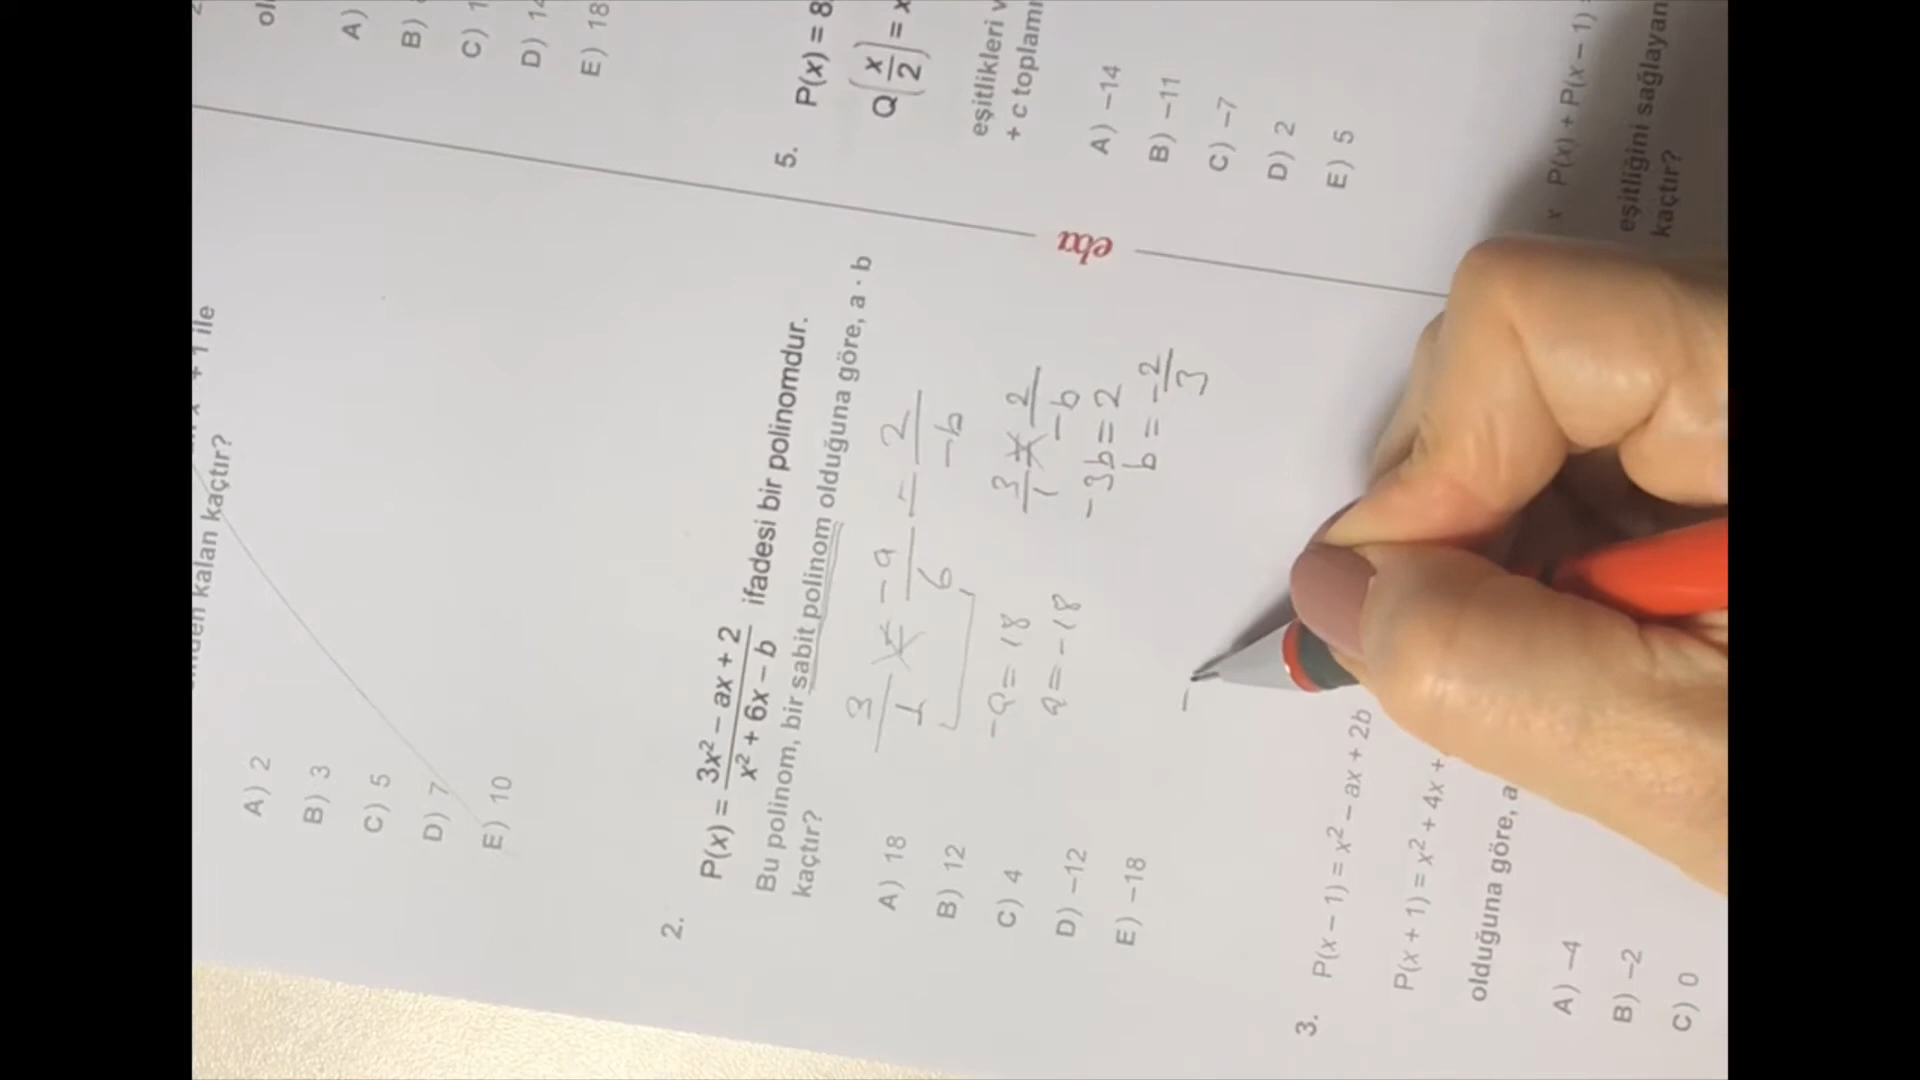 + 1 ile
kalan kaçtır?
A) 2
B) 3
C) 5
D) 7
E) 10
2.
P(x) = 3x² – ax + 2 / x² + 6x – b ifadesi bir polinomdur.
Bu polinom, bir sabit polinom olduğuna göre, a · b
kaçtır?
A) 18
B) 12
C) 4
D) –12
E) –18
3/1 = -a/6 = 2/-b
-a = 18
a = -18
3/1 2/-b
-3b = 2
b = -2/3
3.
P(x – 1) = x² – ax + 2b
P(x + 1) = x² + 4x +
olduğuna göre, a
A) –4
B) –2
C) 0
A)
B)
C) 1
D) 14
E) 18
5.
P(x) = 8
Q(x/2) = x
eşitlikleri v
+ c toplamı
A) –14
B) –11
C) –7
D) 2
E) 5
eba
P(x) + P(x – 1)
eşitliğini sağlayan
kaçtır?